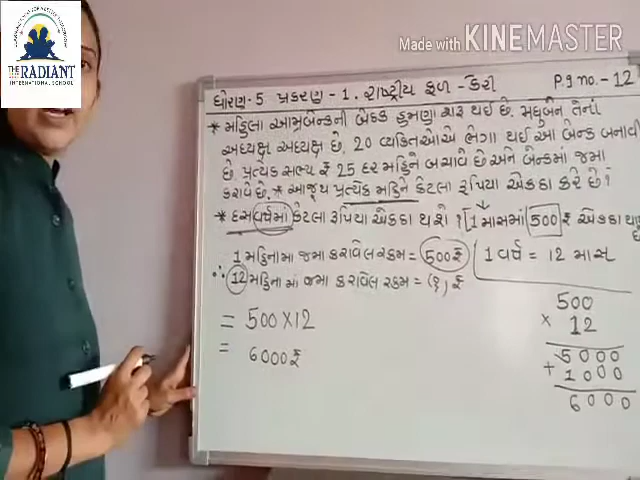 Made with KINEMASTER
THE RADIANT
INTERNATIONAL SCHOOL
ધોરણ-5 પ્રકરણ-1. રાષ્ટ્રીય ફળ-કેરી P.g no.-12
* મહિલા આમ્રબેન્કની બેઠક હમણા શરૂ થઈ છે. મધુબેન તેનાં
અધ્યક્ષ અધ્યક્ષ છે. 20 વ્યક્તિઓએ ભેગા થઈ આ બેન્ક બનાવી
છે. પ્રત્યેક સભ્ય ₹ 25 દર મહિને બચાવે છે અને બેન્કમાં જમા
કરાવે છે. * આ જૂથ પ્રત્યેક મહિને કેટલા રૂપિયા એકઠા કરે છે?
* દસ વર્ષમાં કેટલા રૂપિયા એકઠા થશે? 1 માસમાં 500 ₹ એકઠા થાય
છે
1 મહિનામાં જમા કરાવેલ રકમ = 500 ₹ 1 વર્ષ = 12 માસ
∴ 12 મહિનામાં જમા કરાવેલ રકમ = (?) ₹
= 500 X 12
= 6000 ₹
500
x 12
5000
+ 1000
6000